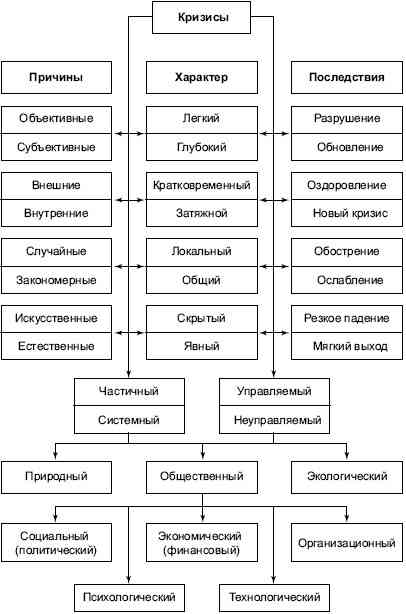 Кризисы
Причины Характер Последствия
Объективные Легкий Разрушение
Субъективные Глубокий Обновление
Внешние Кратковременный Оздоровление
Внутренние Затяжной Новый кризис
Случайные Локальный Обострение
Закономерные Общий Ослабление
Искусственные Скрытый Резкое падение
Естественные Явный Мягкий выход
Частичный Управляемый
Системный Неуправляемый
Природный Общественный Экологический
Социальный Экономический Организационный
(политический) (финансовый)
Психологический Технологический